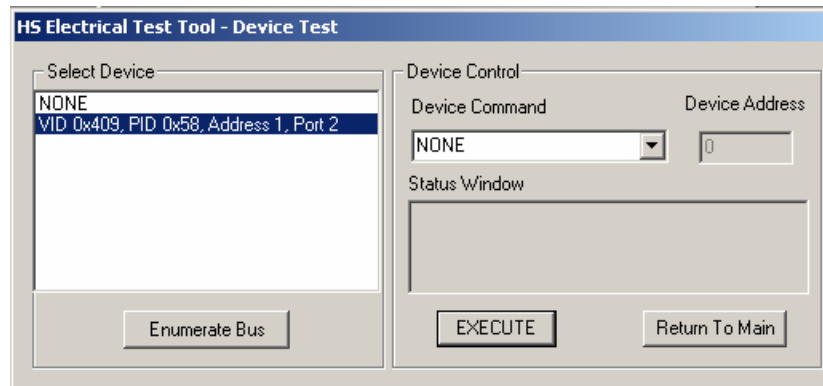 HS Electrical Test Tool - Device Test
Select Device
NONE
VID 0x409, PID 0x58, Address 1, Port 2
Enumerate Bus
Device Control
Device Command
Device Address
NONE
0
Status Window
EXECUTE
Return To Main